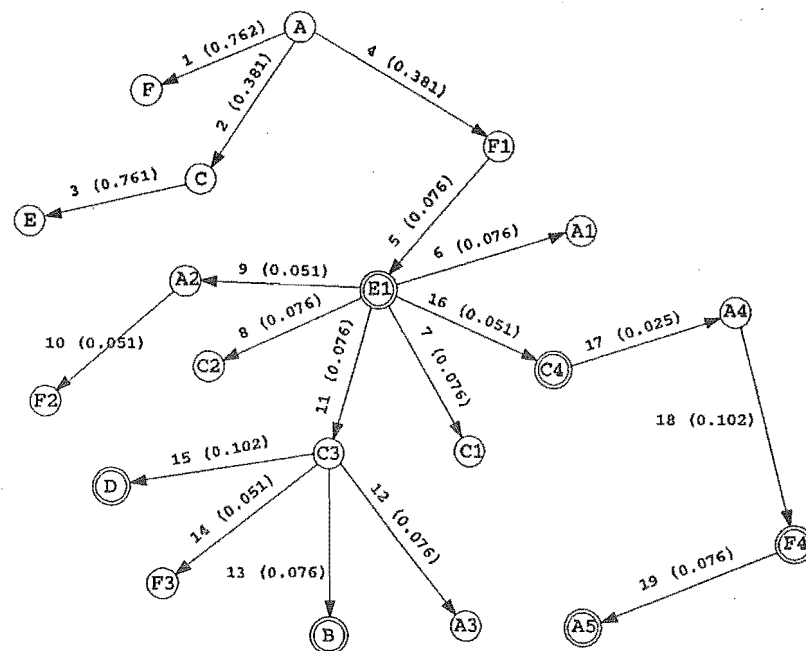 A
1 (0.762)
4 (0.381)
F
2 (0.381)
F1
C
3 (0.761)
E
5 (0.076)
A1
6 (0.076)
A2
9 (0.051)
E1
8 (0.076)
16 (0.051)
17 (0.025)
A4
10 (0.051)
7 (0.076)
C2
C4
F2
11 (0.076)
18 (0.102)
C3
C1
15 (0.102)
D
14 (0.051)
12 (0.076)
F4
13 (0.076)
F3
19 (0.076)
B
A3
A5